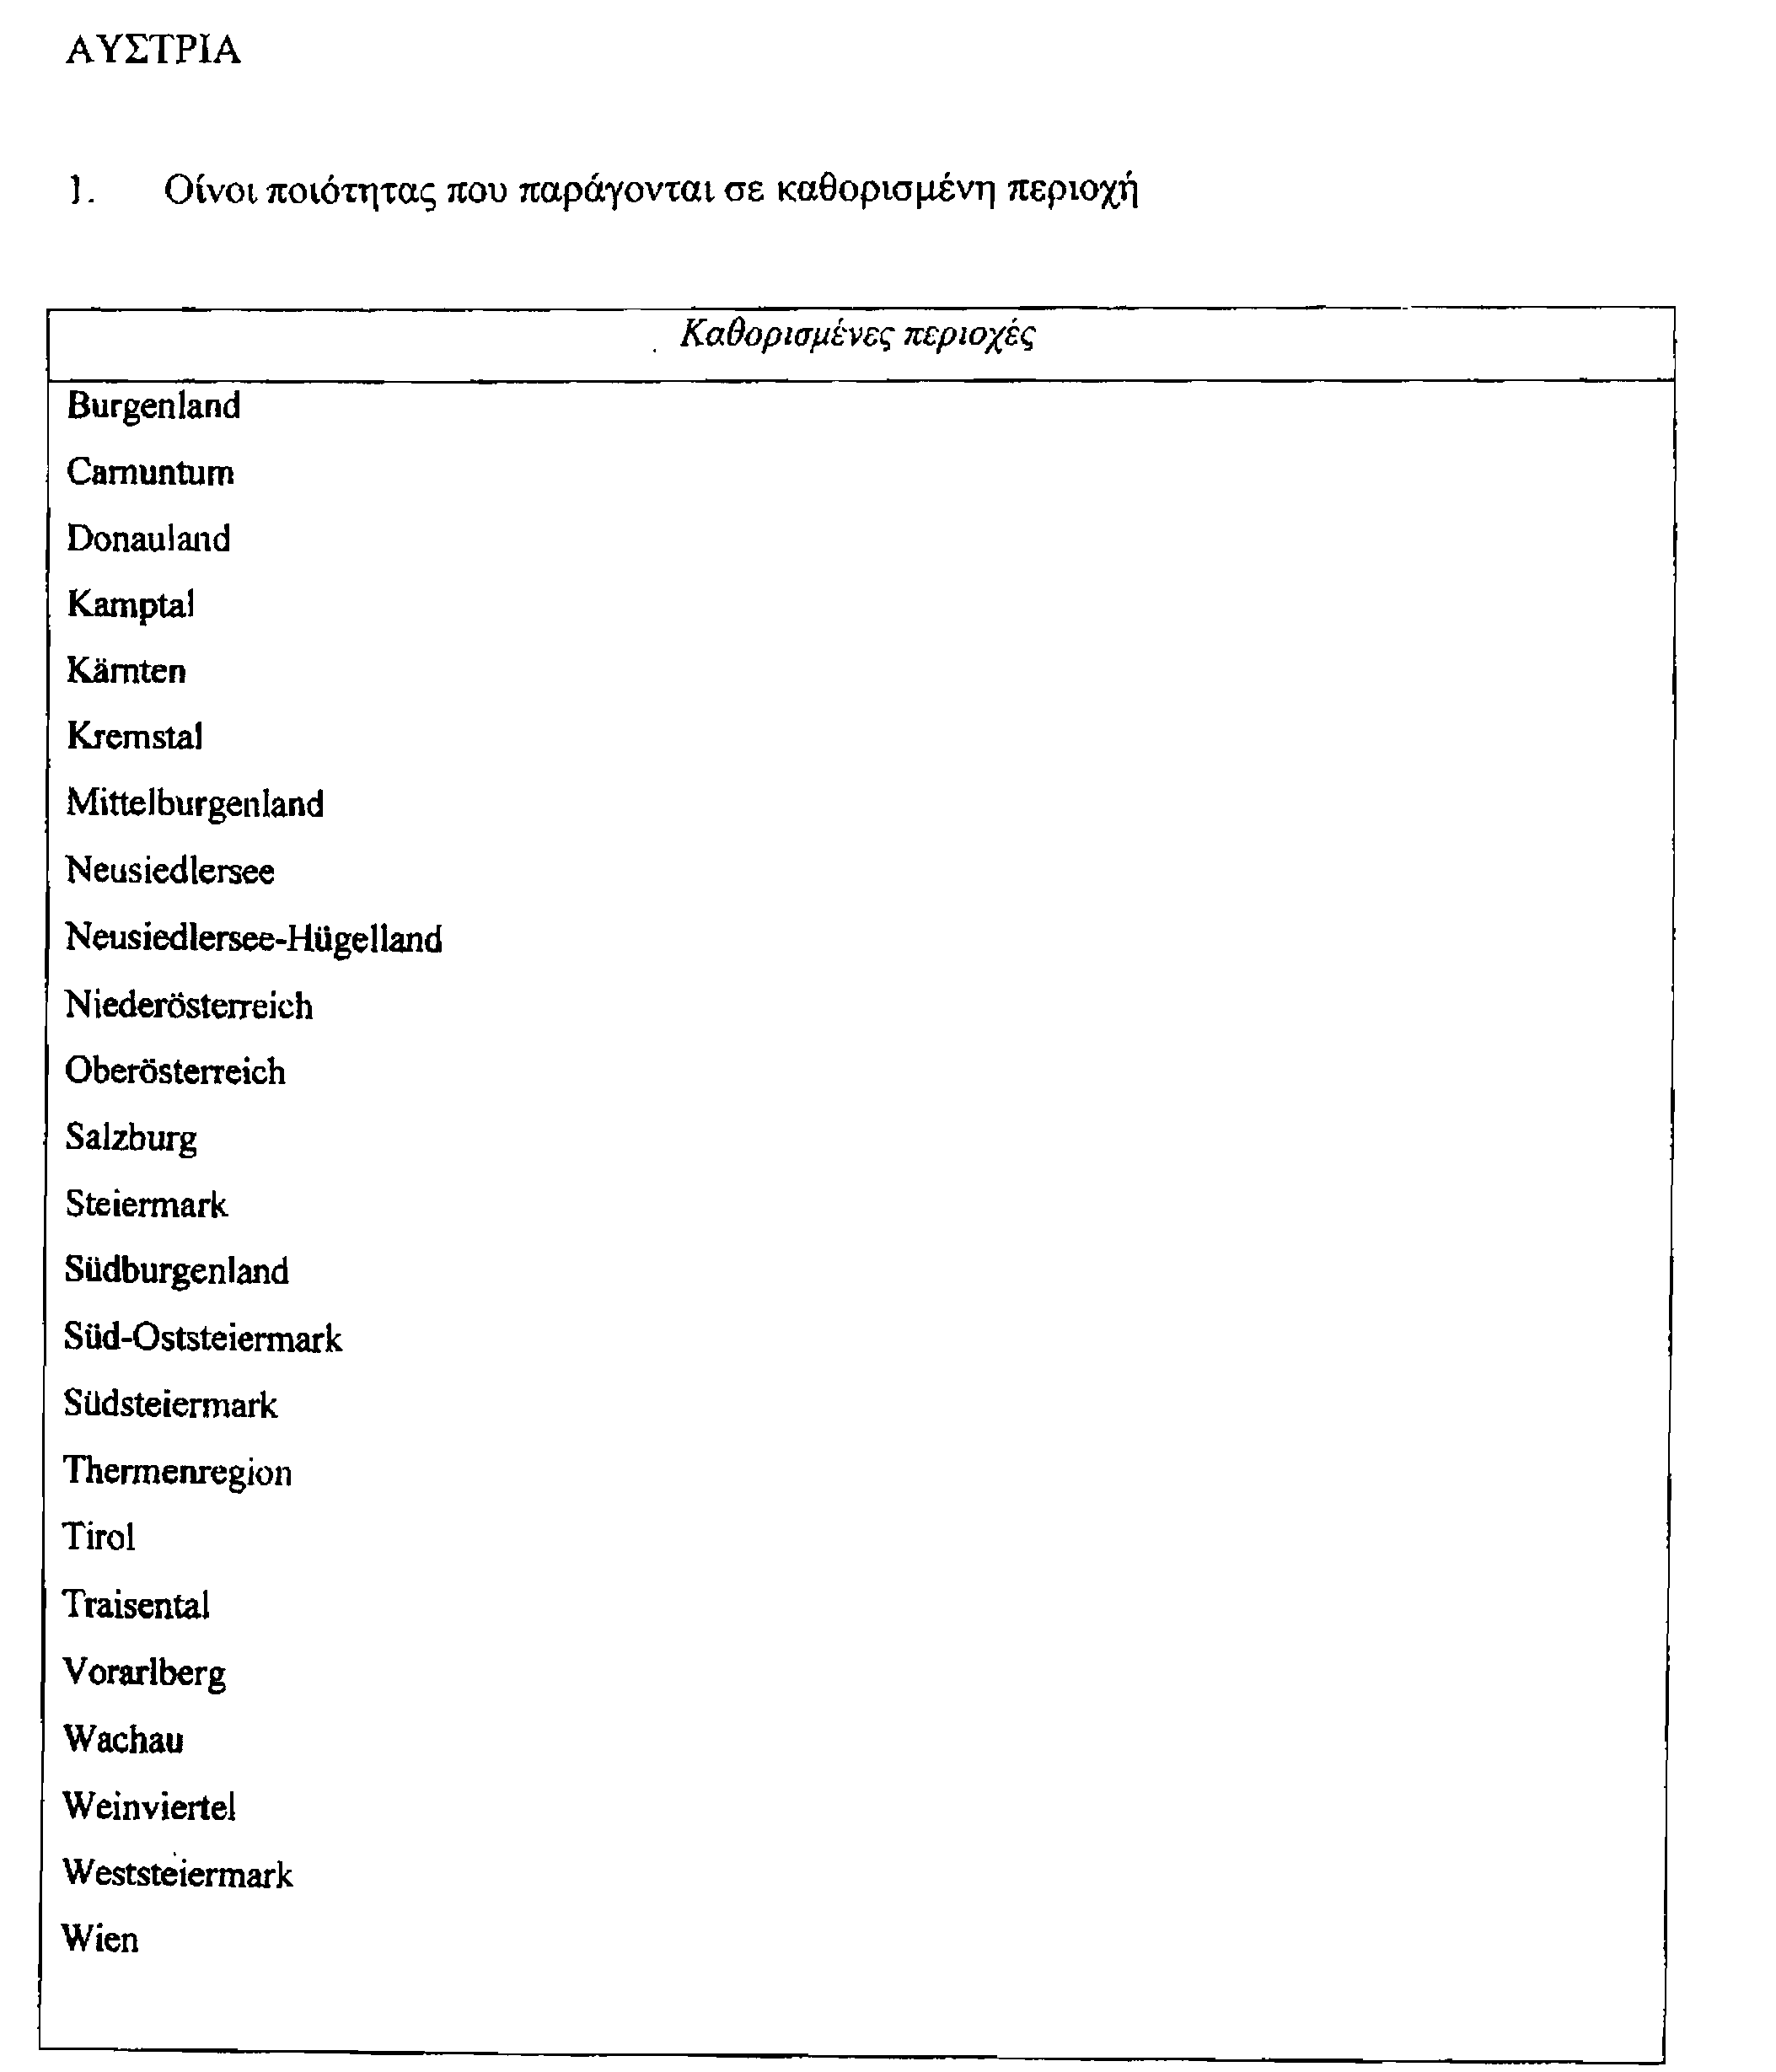 ΑΥΣΤΡΙΑ
1. Οίνοι ποιότητας που παράγονται σε καθορισμένη περιοχή
Καθορισμένες περιοχές
Burgenland
Carnuntum
Donauland
Kamptal
Kärnten
Kremstal
Mittelburgenland
Neusiedlersee
Neusiedlersee-Hügelland
Niederösterreich
Oberösterreich
Salzburg
Steiermark
Südburgenland
Süd-Oststeiermark
Südsteiermark
Thermenregion
Tirol
Traisental
Vorarlberg
Wachau
Weinviertel
Weststeiermark
Wien